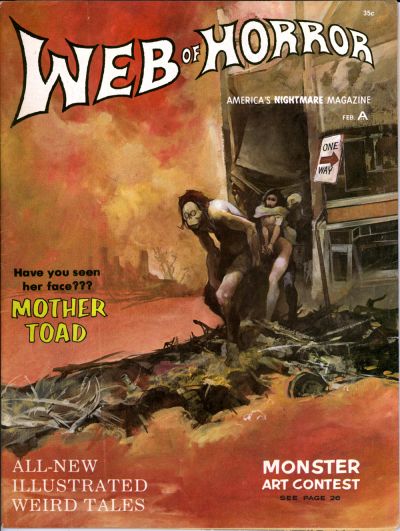 WEB OF HORROR
35c
AMERICA'S NIGHTMARE MAGAZINE
FEB. A
ONE
WAY
Have you seen
her face???
MOTHER
TOAD
ALL-NEW
ILLUSTRATED
WEIRD TALES
MONSTER
ART CONTEST
SEE PAGE 26